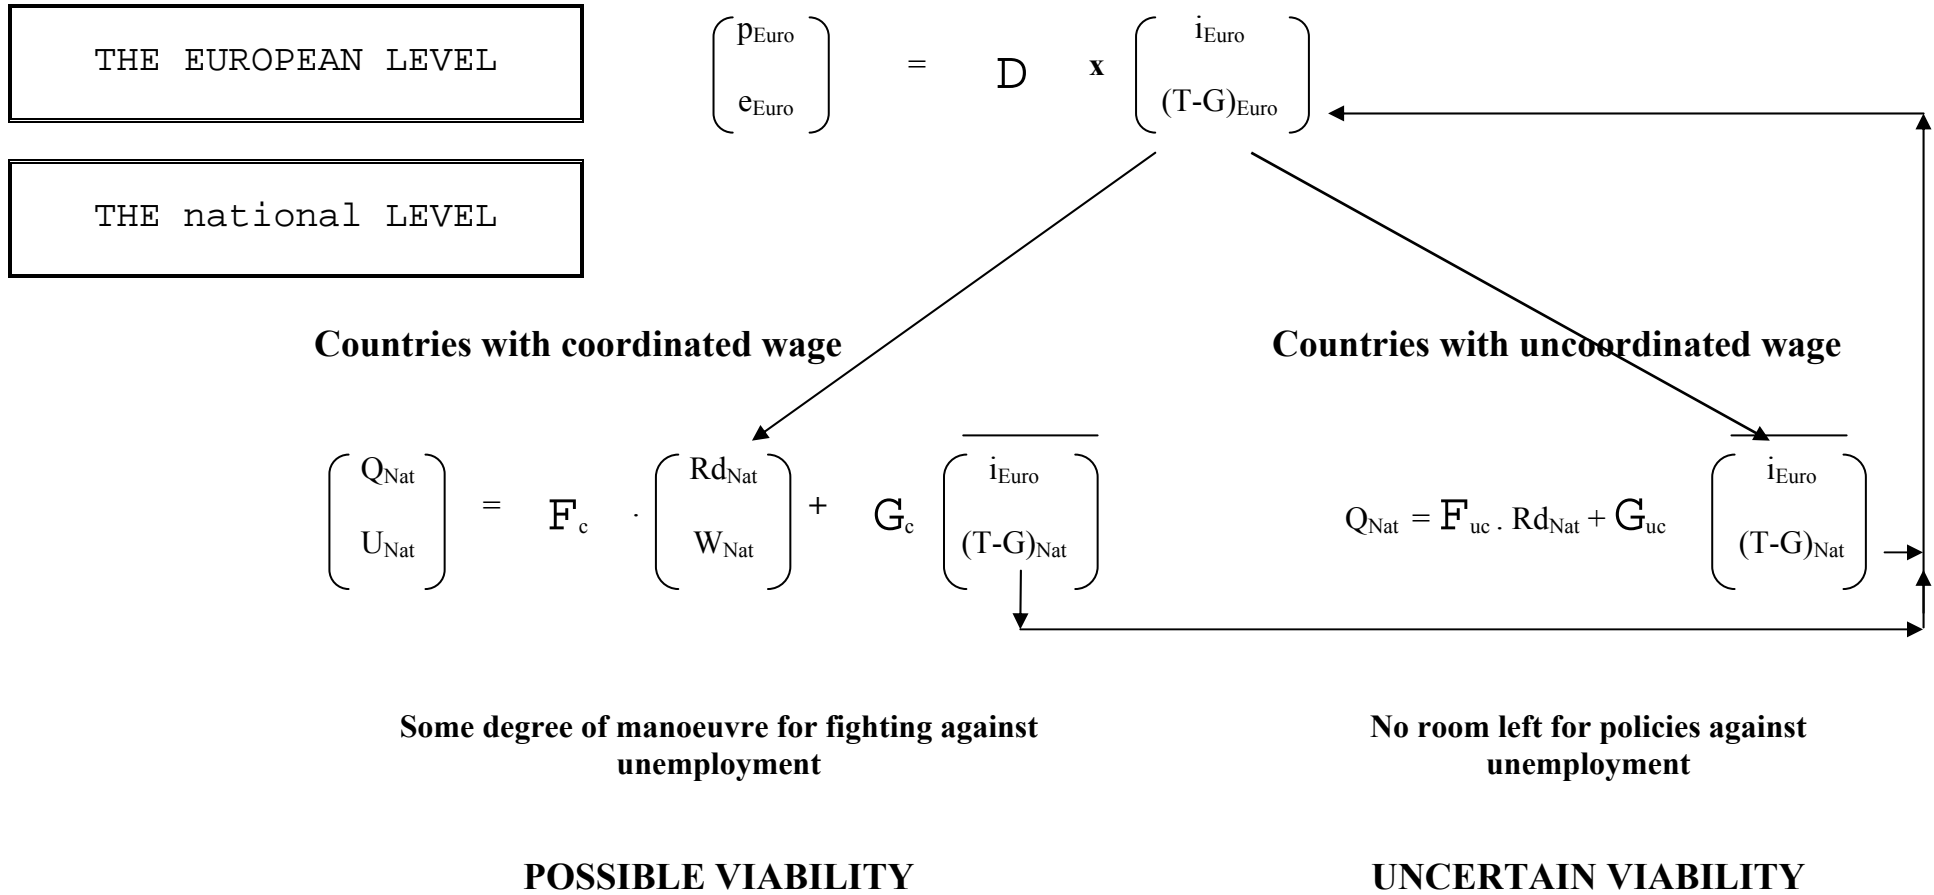 THE EUROPEAN LEVEL
p_Euro
e_Euro
= D x
i_Euro
(T-G)_Euro
THE national LEVEL
Countries with coordinated wage
Countries with uncoordinated wage
Q_Nat
U_Nat
= F_c .
Rd_Nat
W_Nat
+ G_c
i_Euro
(T-G)_Nat
Q_Nat = F_uc . Rd_Nat + G_uc
i_Euro
(T-G)_Nat
Some degree of manoeuvre for fighting against
unemployment
No room left for policies against
unemployment
POSSIBLE VIABILITY
UNCERTAIN VIABILITY